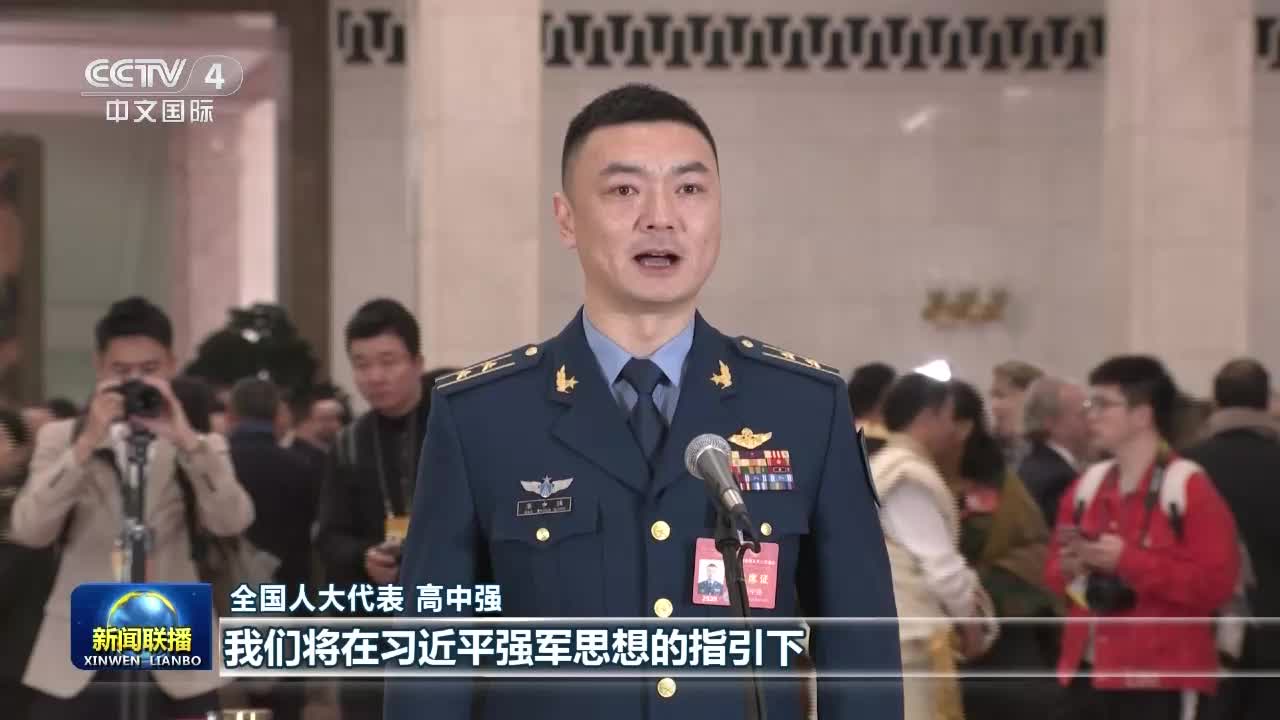 CCTV 4
中文国际
全国人大代表 高中强
新闻联播
XINWEN LIANBO
我们将在习近平强军思想的指引下